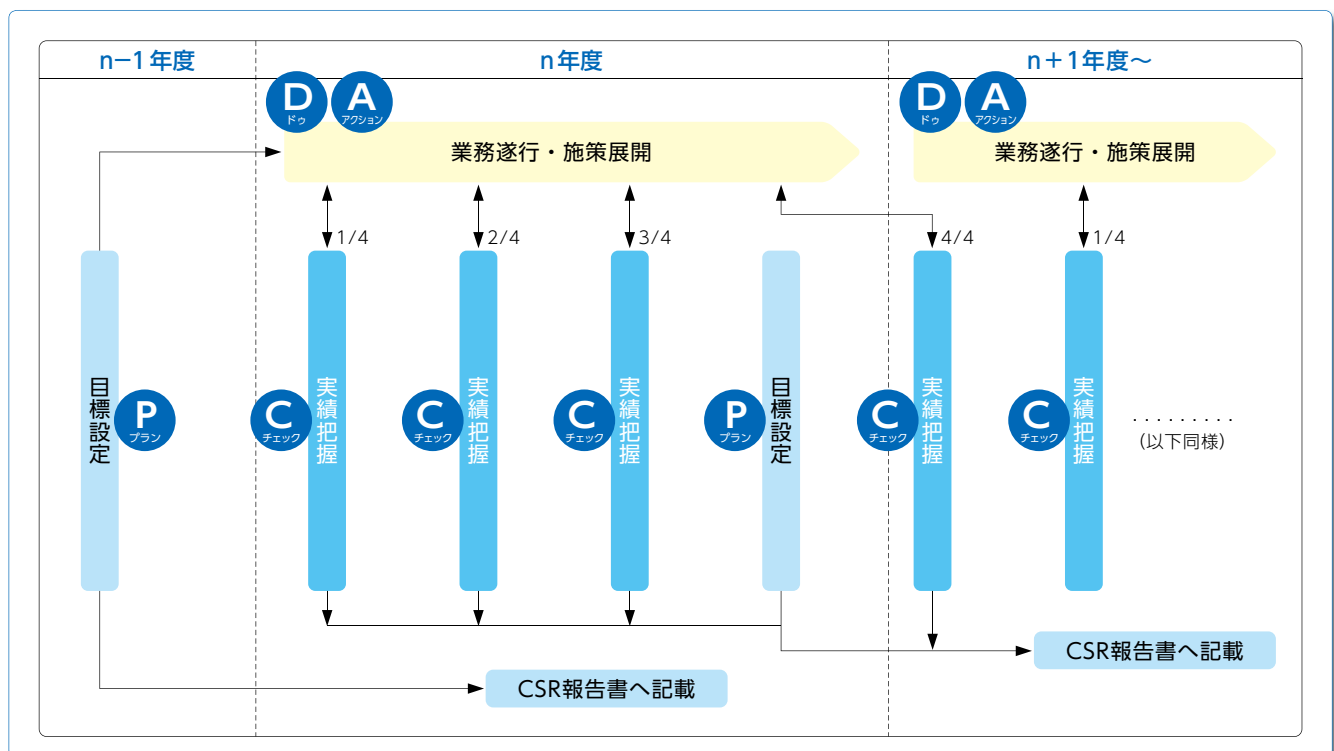 n−1年度
n年度
n＋1年度～
D
ドゥ
A
アクション
D
ドゥ
A
アクション
業務遂行・施策展開
業務遂行・施策展開
1/4
2/4
3/4
4/4
1/4
目標設定
P
プラン
C
チェック
実績把握
C
チェック
実績把握
C
チェック
実績把握
P
プラン
目標設定
C
チェック
実績把握
C
チェック
実績把握
・・・・・・・・・
(以下同様)
CSR報告書へ記載
CSR報告書へ記載